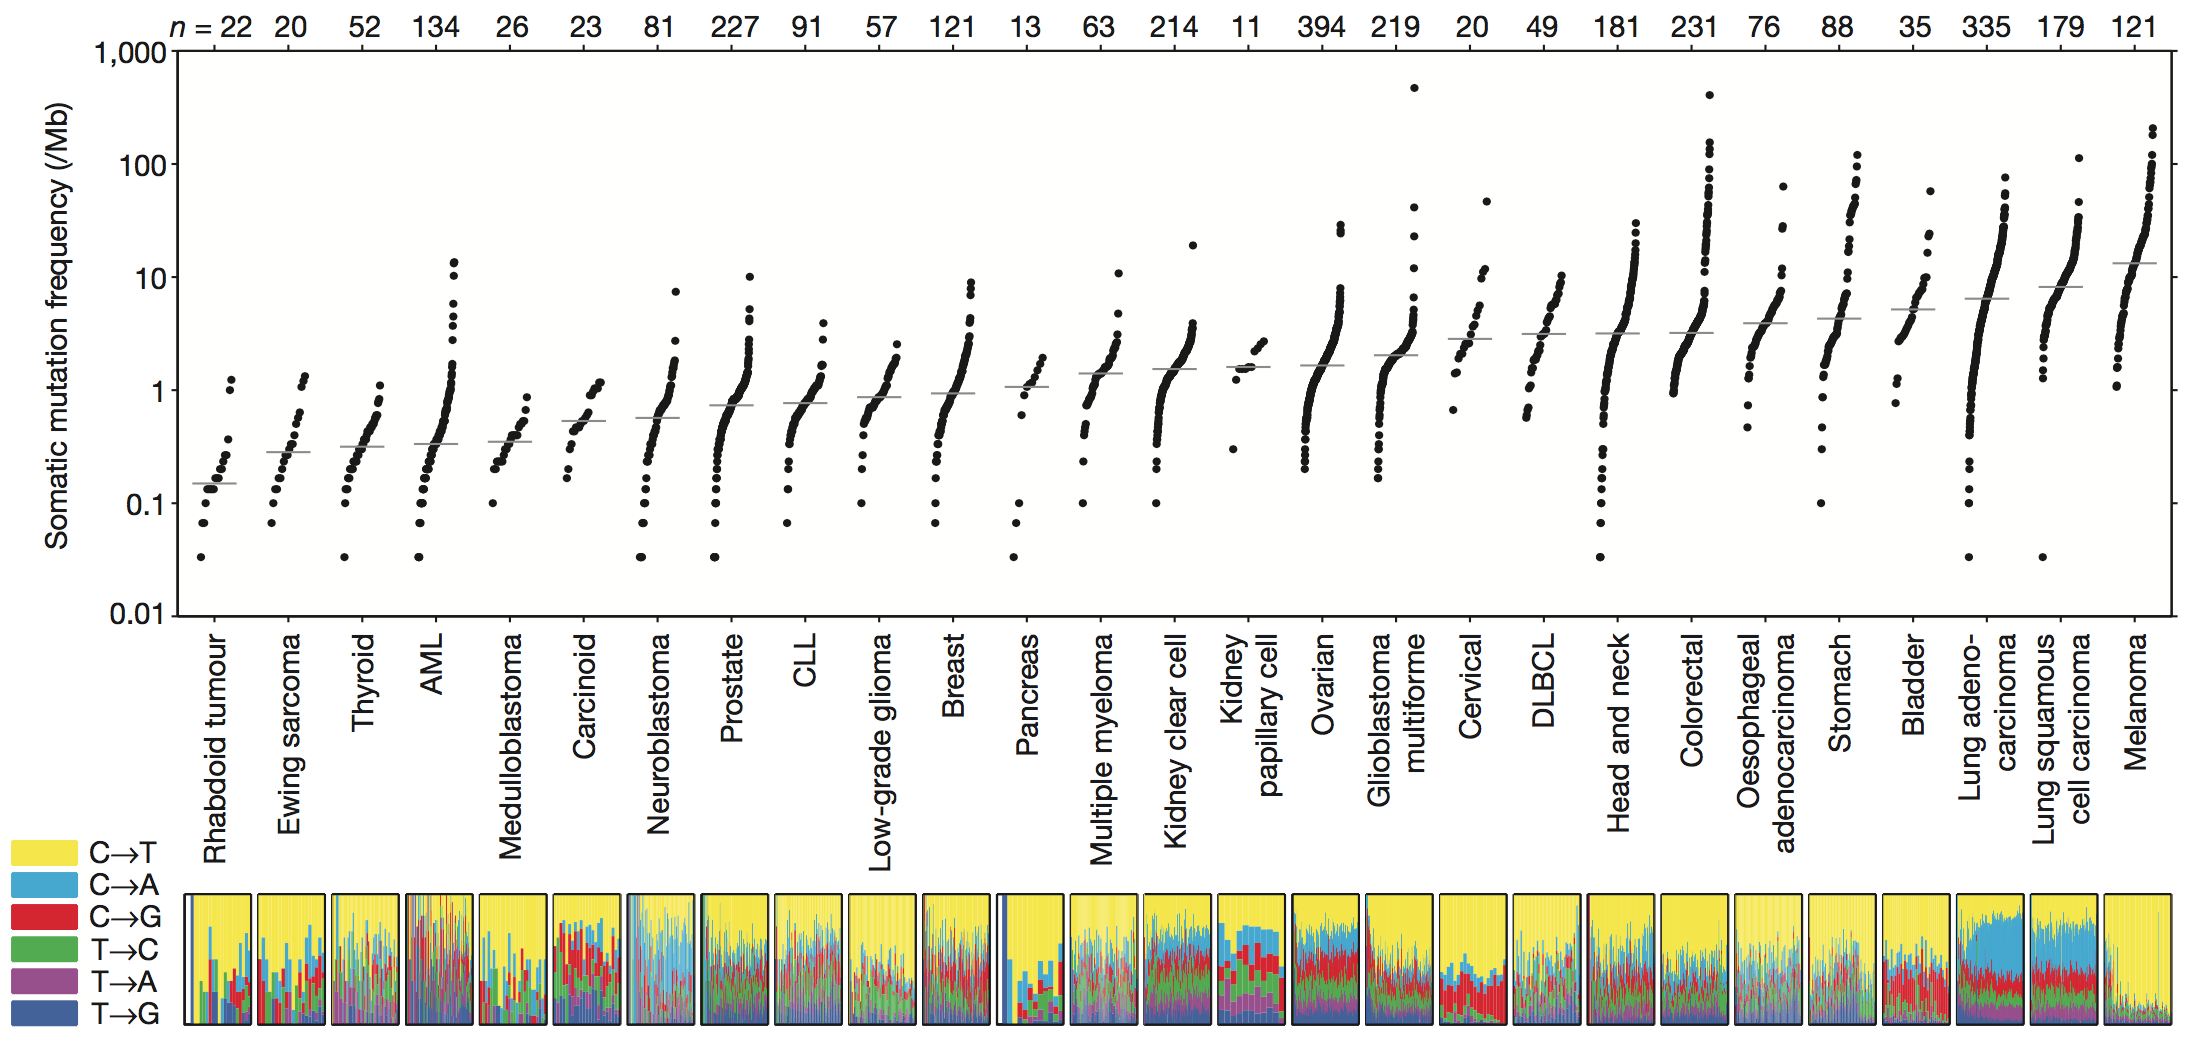 n = 22 20 52 134 26 23 81 227 91 57 121 13 63 214 11 394 219 20 49 181 231 76 88 35 335 179 121
Somatic mutation frequency (/Mb)
1,000
100
10
1
0.1
0.01
Rhabdoid tumour
Ewing sarcoma
Thyroid
AML
Medulloblastoma
Carcinoid
Neuroblastoma
Prostate
CLL
Low-grade glioma
Breast
Pancreas
Multiple myeloma
Kidney clear cell
Kidney
papillary cell
Ovarian
Glioblastoma
multiforme
Cervical
DLBCL
Head and neck
Colorectal
Oesophageal
adenocarcinoma
Stomach
Bladder
Lung adeno-
carcinoma
Lung squamous
cell carcinoma
Melanoma
C→T
C→A
C→G
T→C
T→A
T→G